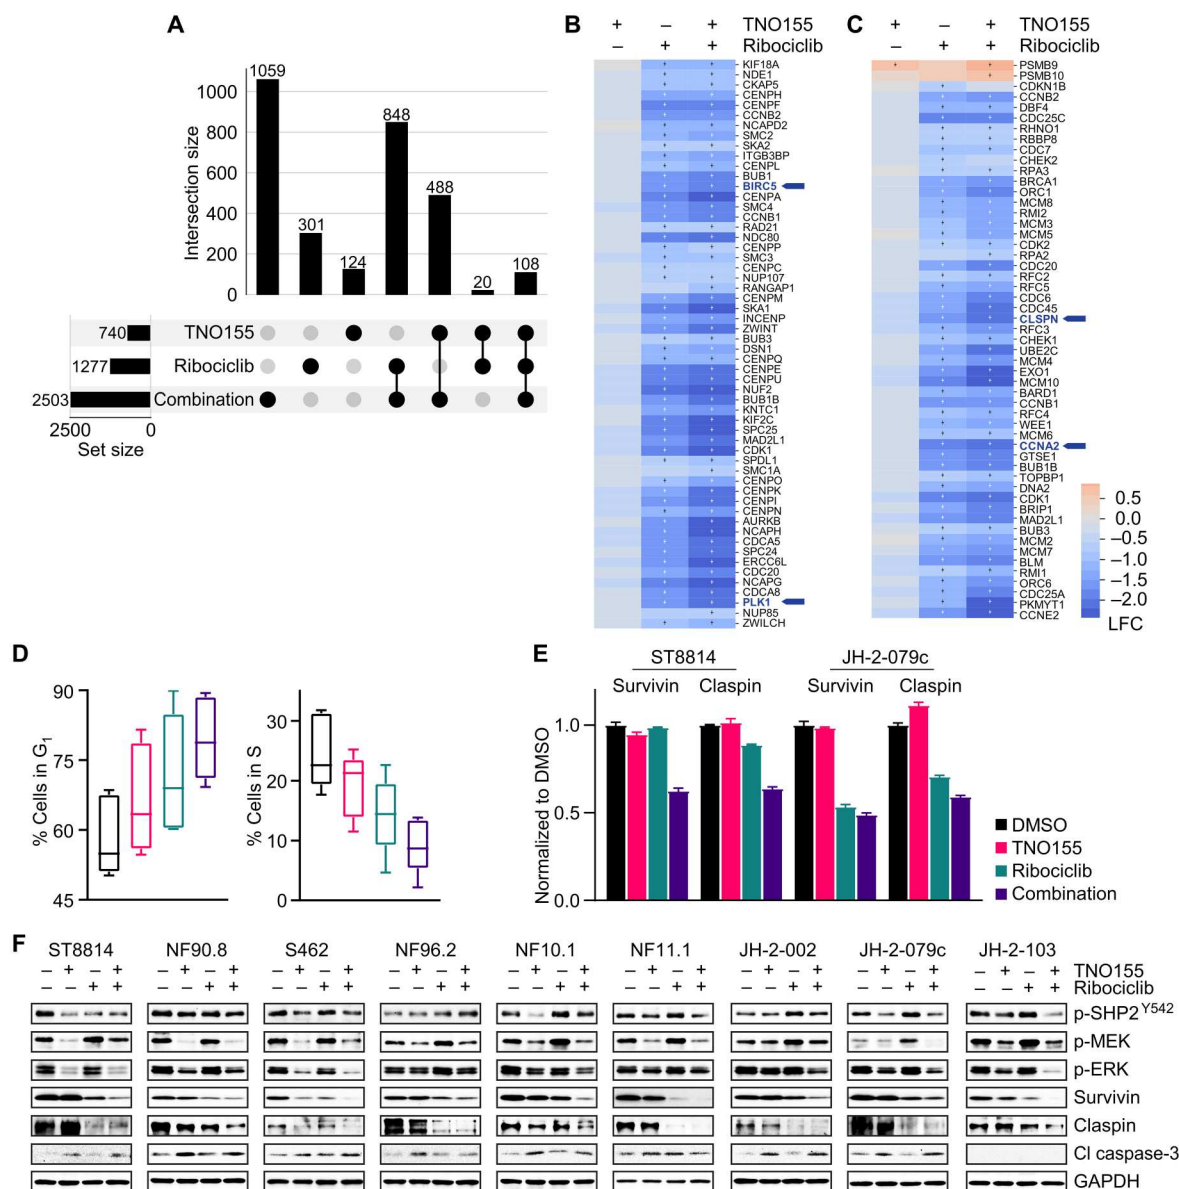 A
1059
301
124
848
488
20
108
Intersection size
1000
800
600
400
200
0
740 TNO155
1277 Ribociclib
2503 Combination
2500 0
Set size
B
+ – + TNO155
– + + Ribociclib
KIF18A
NDE1
CKAP5
CENPH
CENPF
CCNB2
NCAPD2
SMC2
SKA2
ITGB3BP
CENPL
BUB1
BIRC5
CENPA
SMC4
CCNB1
RAD21
NDC80
CENPP
SMC3
CENPC
NUP107
RANGAP1
CENPM
SKA1
INCENP
ZWINT
BUB3
DSN1
CENPQ
CENPE
CENPU
NUF2
BUB1B
KNTC1
KIF2C
SPC25
MAD2L1
CDK1
SPDL1
SMC1A
CENPO
CENPK
CENPI
CENPN
AURKB
NCAPH
CDCA5
SPC24
ERCC6L
CDC20
NCAPG
CDCA8
PLK1
NUP85
ZWILCH
C
+ – + TNO155
– + + Ribociclib
PSMB9
PSMB10
CDKN1B
CCNB2
DBF4
CDC25C
RHNO1
RBBP8
CDC7
CHEK2
RPA3
BRCA1
ORC1
MCM8
RMI2
MCM3
MCM5
CDK2
RPA2
CDC20
RFC2
RFC5
CDC6
CDC45
CLSPN
RFC3
CHEK1
UBE2C
MCM4
EXO1
MCM10
BARD1
CCNB1
RFC4
WEE1
MCM6
CCNA2
GTSE1
BUB1B
TOPBP1
DNA2
CDK1
BRIP1
MAD2L1
BUB3
MCM2
MCM7
BLM
RMI1
ORC6
CDC25A
PKMYT1
CCNE2
0.5
0.0
–0.5
–1.0
–1.5
–2.0
LFC
D
% Cells in G1
90
75
60
45
% Cells in S
30
20
10
0
E
ST8814 JH-2-079c
Survivin Claspin Survivin Claspin
Normalized to DMSO
1.0
0.5
0.0
DMSO
TNO155
Ribociclib
Combination
F
ST8814 NF90.8 S462 NF96.2 NF10.1 NF11.1 JH-2-002 JH-2-079c JH-2-103
– + – + – + – + – + – + – + – + – + – + – + – + – + – + – + – + – + – + TNO155
– – + + – – + + – – + + – – + + – – + + – – + + – – + + – – + + – – + + Ribociclib
p-SHP2 Y542
p-MEK
p-ERK
Survivin
Claspin
Cl caspase-3
GAPDH